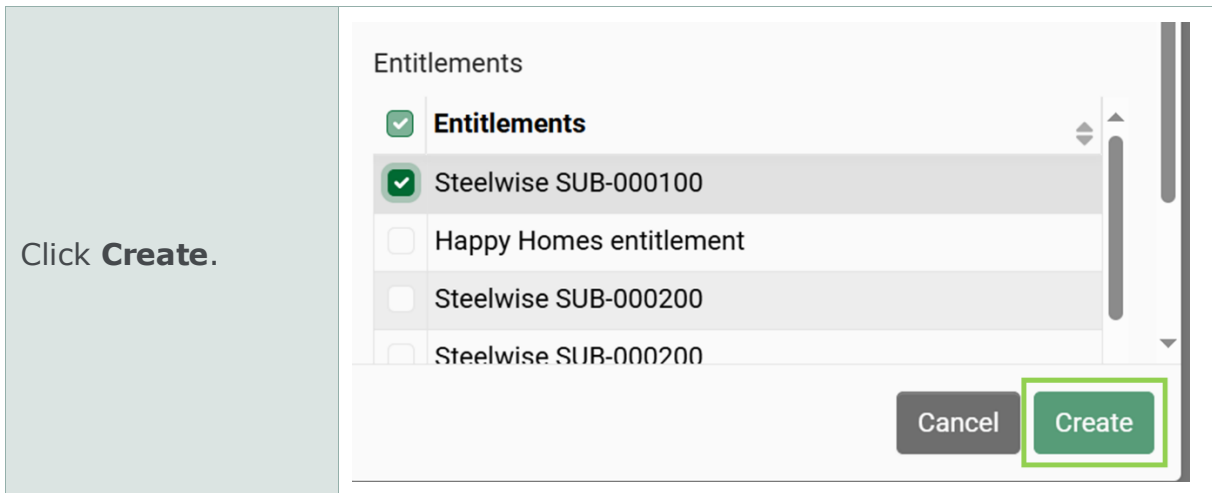 Click Create.
Entitlements
Entitlements
Steelwise SUB-000100
Happy Homes entitlement
Steelwise SUB-000200
Steelwise SUB-000200
Cancel
Create